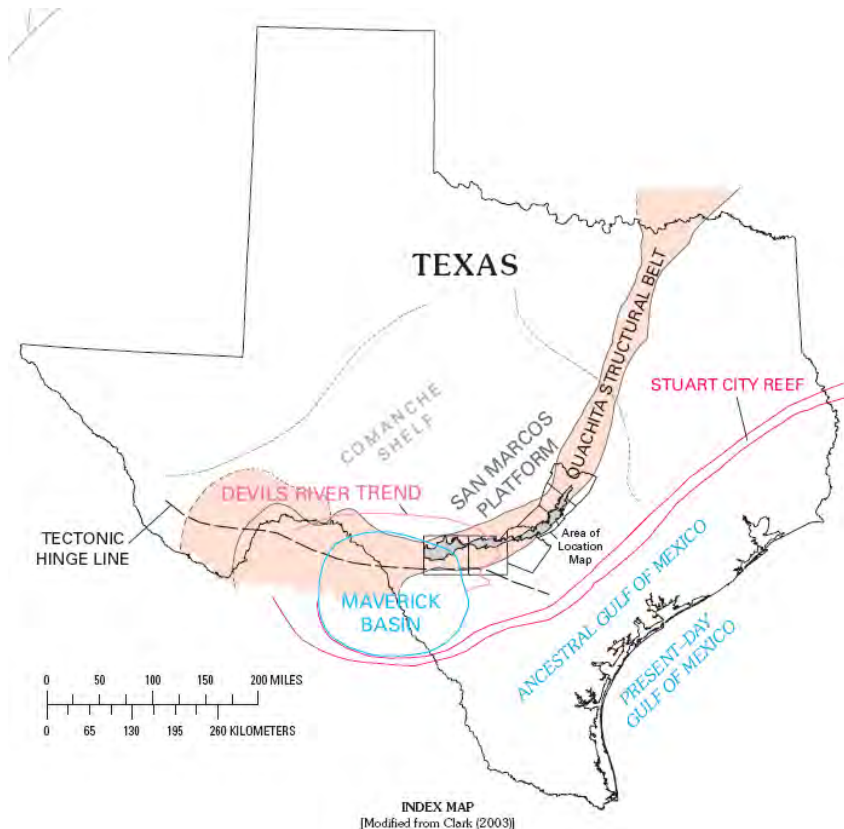 TEXAS
OUACHITA STRUCTURAL BELT
STUART CITY REEF
COMANCHE
SHELF
SAN MARCOS
PLATFORM
DEVILS RIVER TREND
TECTONIC
HINGE LINE
Area of
Location
Map
MAVERICK
BASIN
ANCESTRAL GULF OF MEXICO
PRESENT-DAY
GULF OF MEXICO
0 50 100 150 200 MILES
0 65 130 195 260 KILOMETERS
INDEX MAP
[Modified from Clark (2003)]